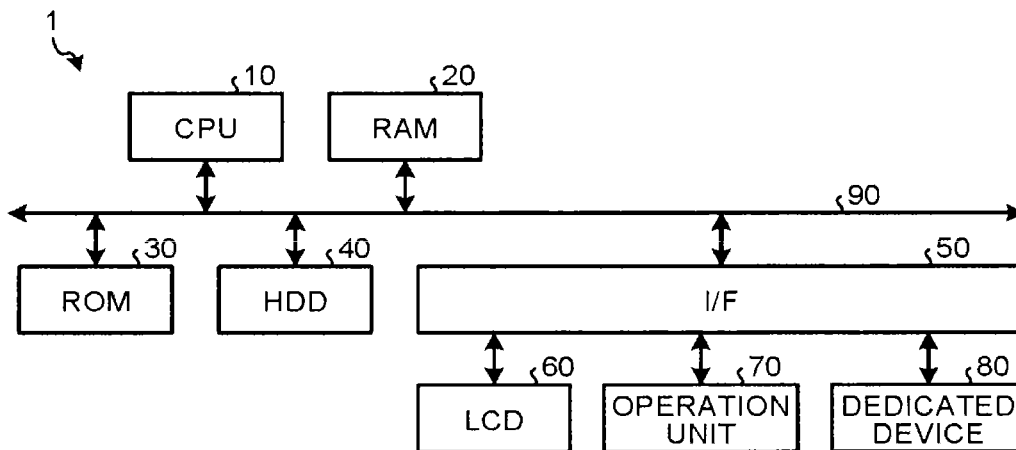 1
10
20
CPU
RAM
90
30
40
50
ROM
HDD
I/F
60
70
80
LCD
OPERATION
UNIT
DEDICATED
DEVICE